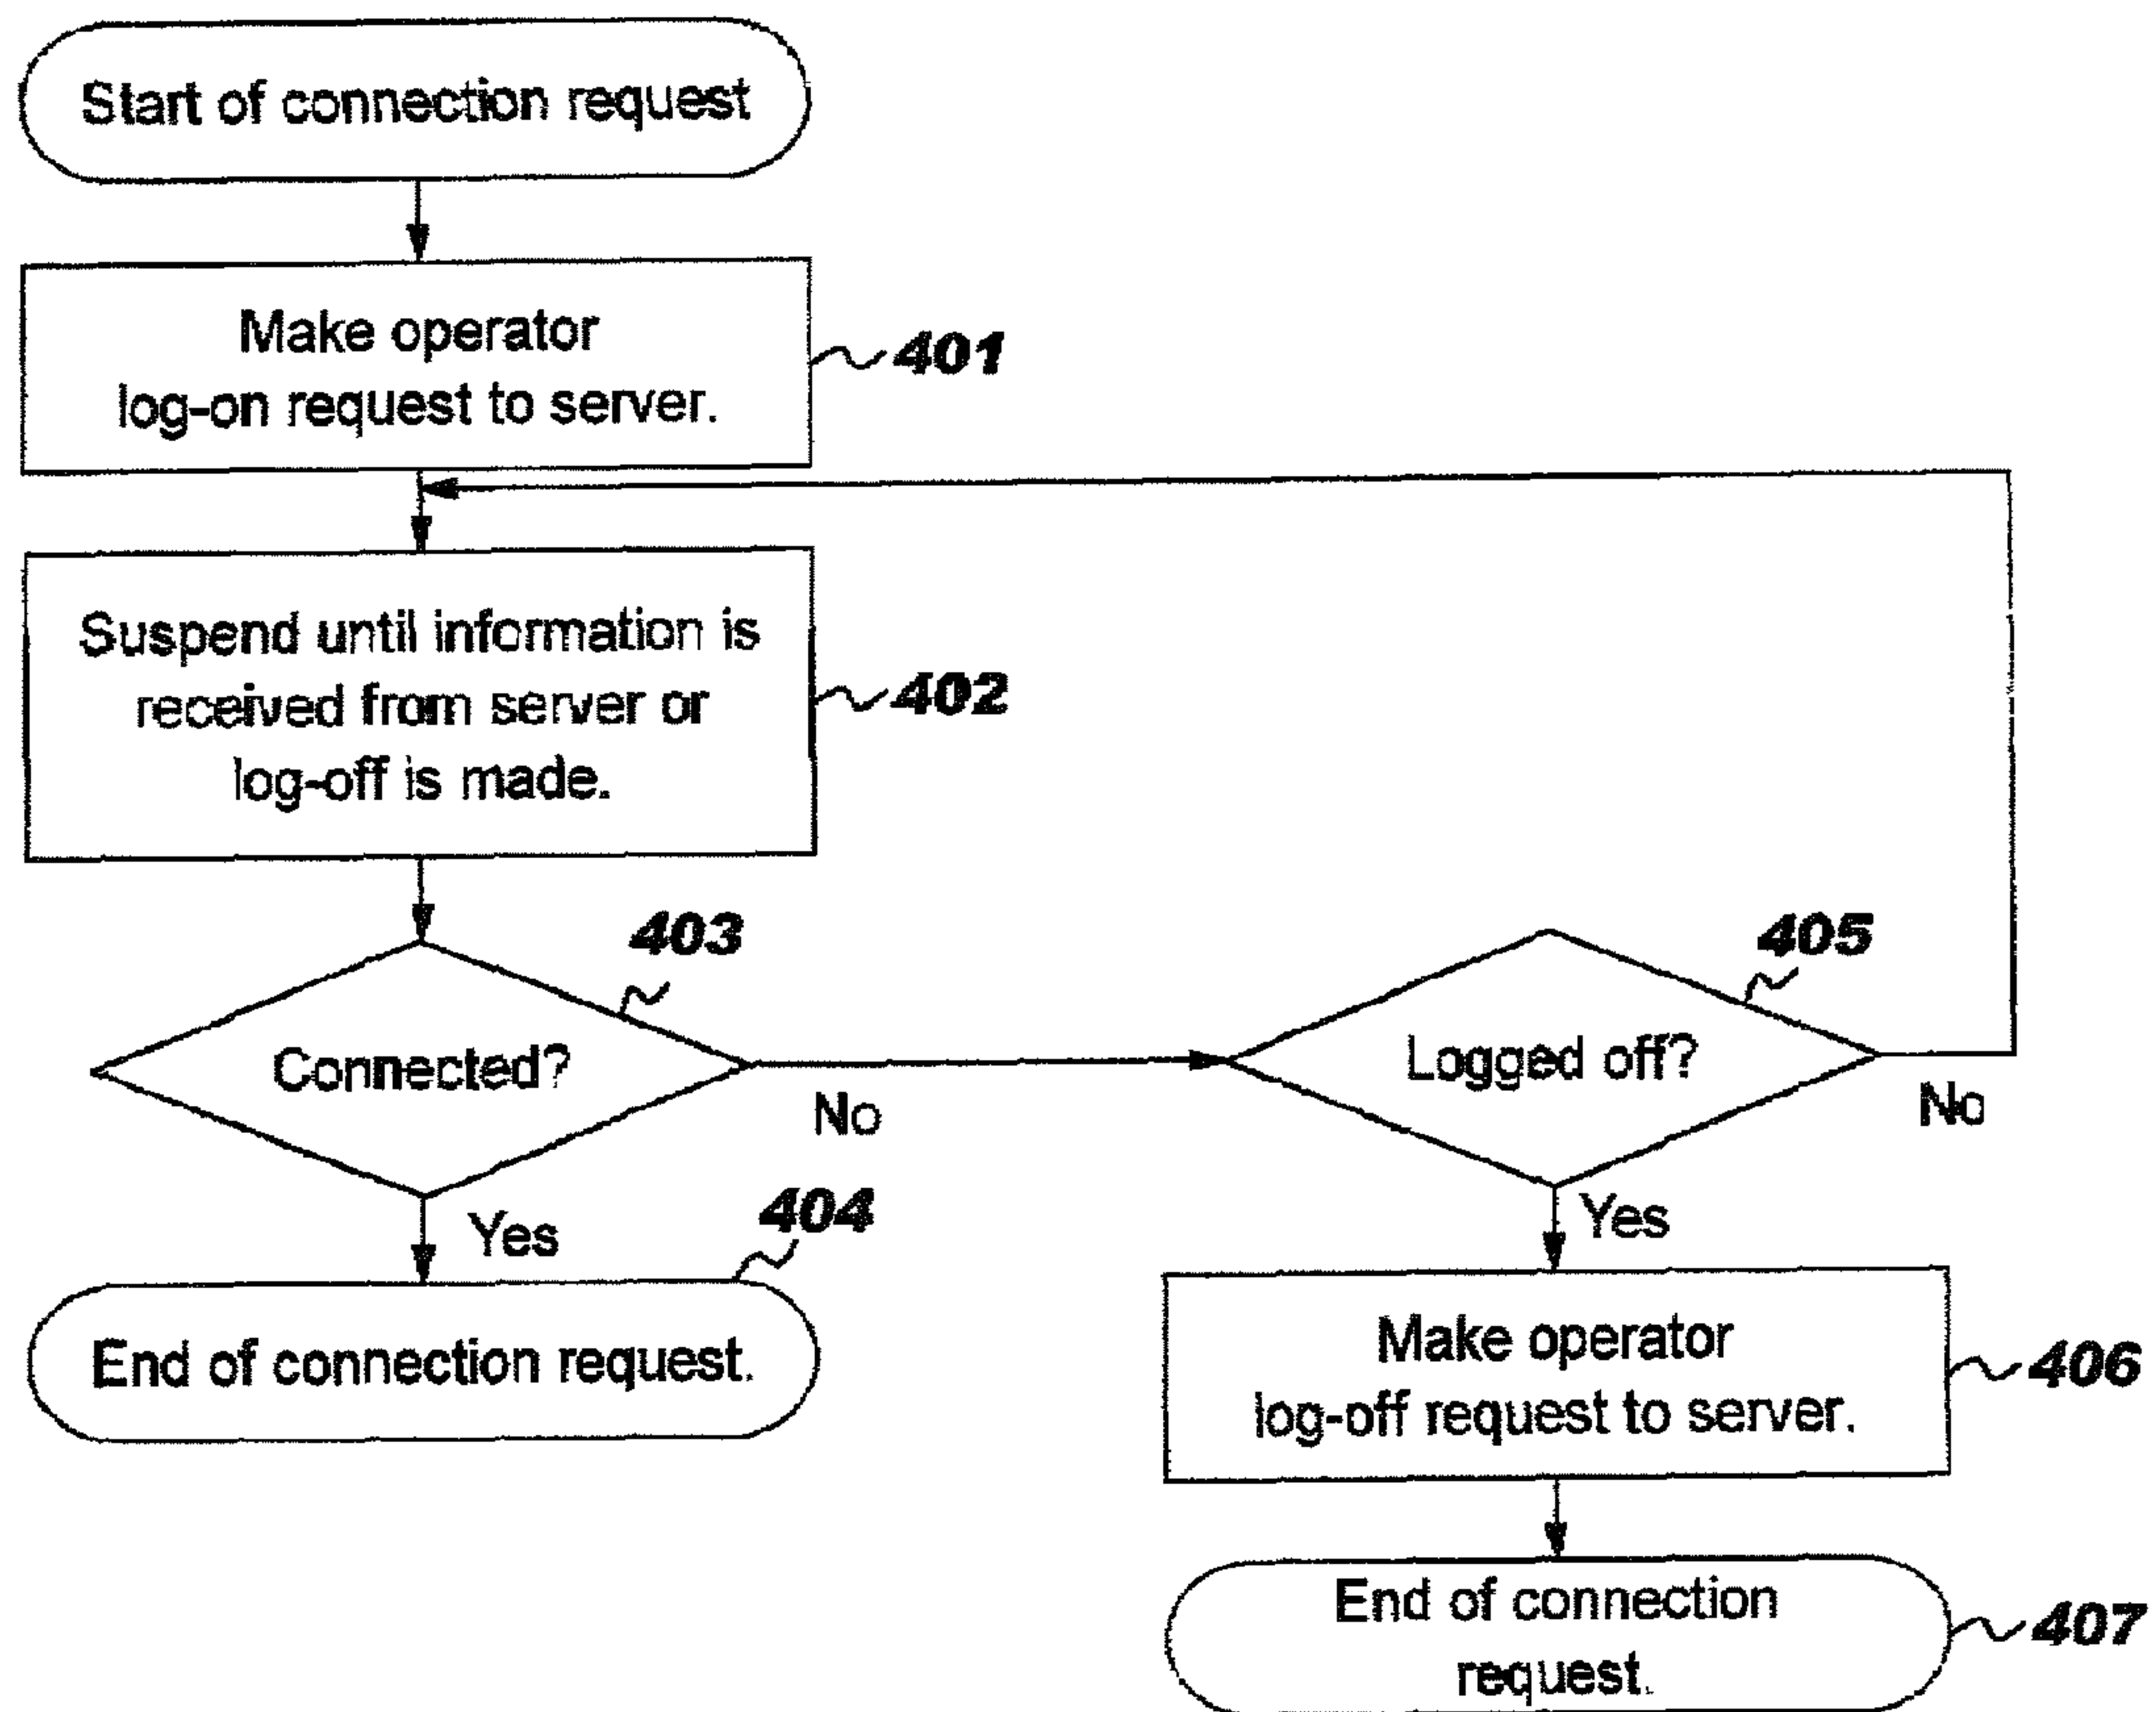 Start of connection request
Make operator
log-on request to server.
401
Suspend until information is
received from server or
log-off is made.
402
403
Connected?
No
Yes
404
End of connection request.
405
Logged off?
No
Yes
Make operator
log-off request to server.
406
End of connection
request.
407